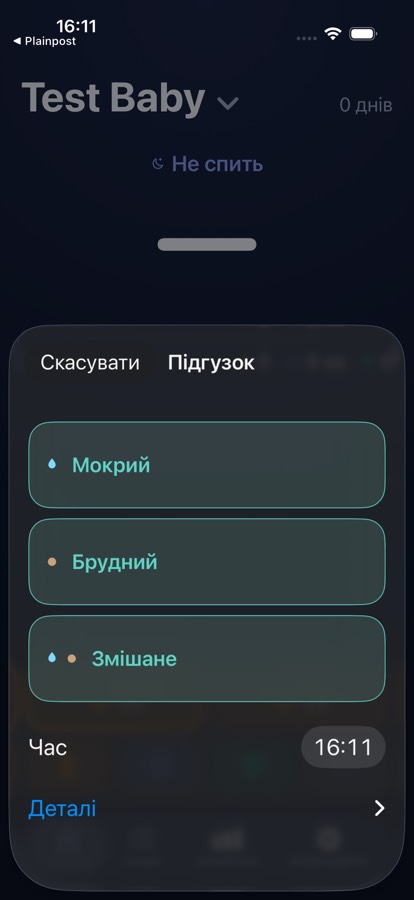 16:11
◀ Plainpost
Test Baby
0 днів
Не спить
Скасувати
Підгузок
Мокрий
Брудний
Змішане
Час
16:11
Деталі